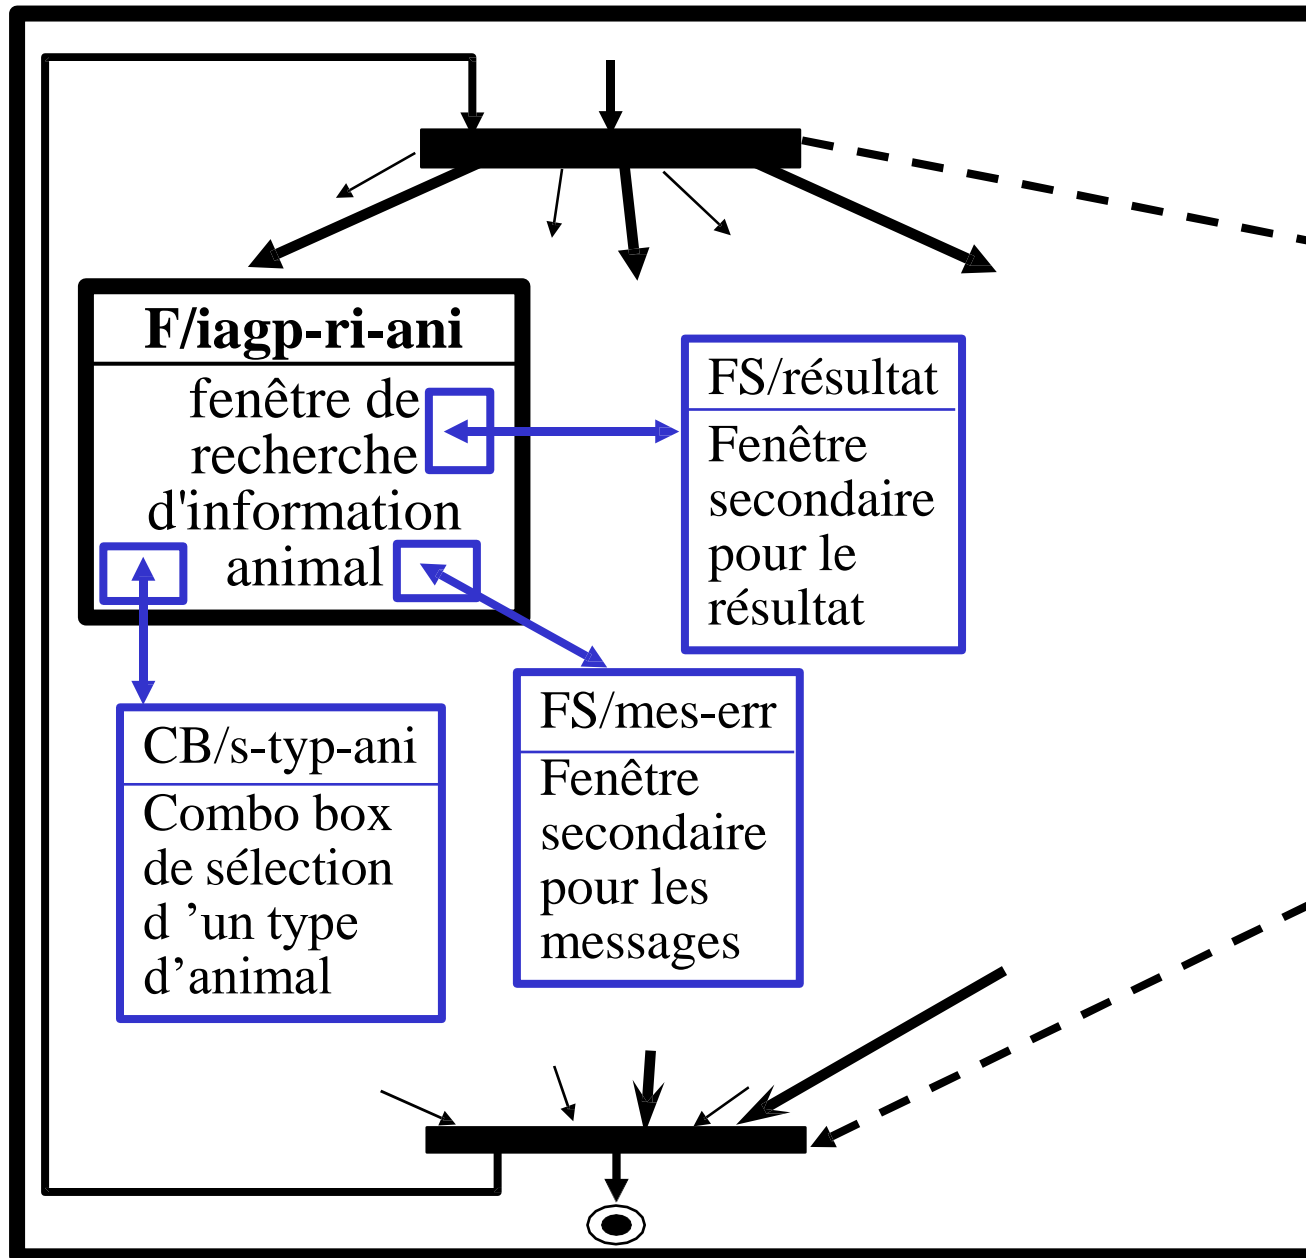 F/iagp-ri-ani
fenêtre de
recherche
d'information
animal
FS/résultat
Fenêtre
secondaire
pour le
résultat
CB/s-typ-ani
Combo box
de sélection
d ’un type
d’animal
FS/mes-err
Fenêtre
secondaire
pour les
messages